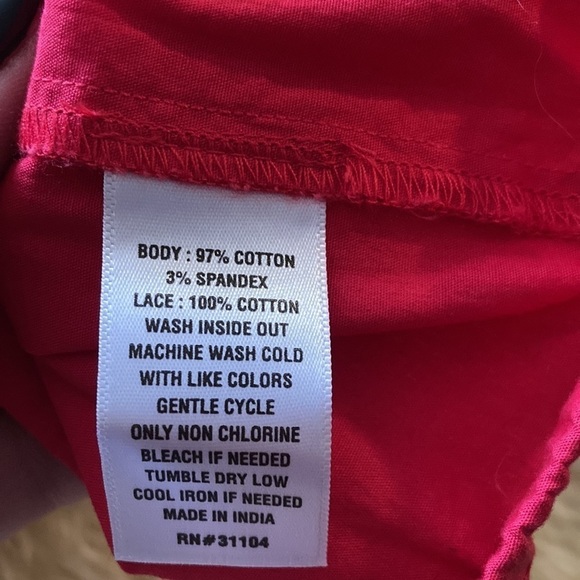 BODY : 97% COTTON
3% SPANDEX
LACE : 100% COTTON
WASH INSIDE OUT
MACHINE WASH COLD
WITH LIKE COLORS
GENTLE CYCLE
ONLY NON CHLORINE
BLEACH IF NEEDED
TUMBLE DRY LOW
COOL IRON IF NEEDED
MADE IN INDIA
RN#31104